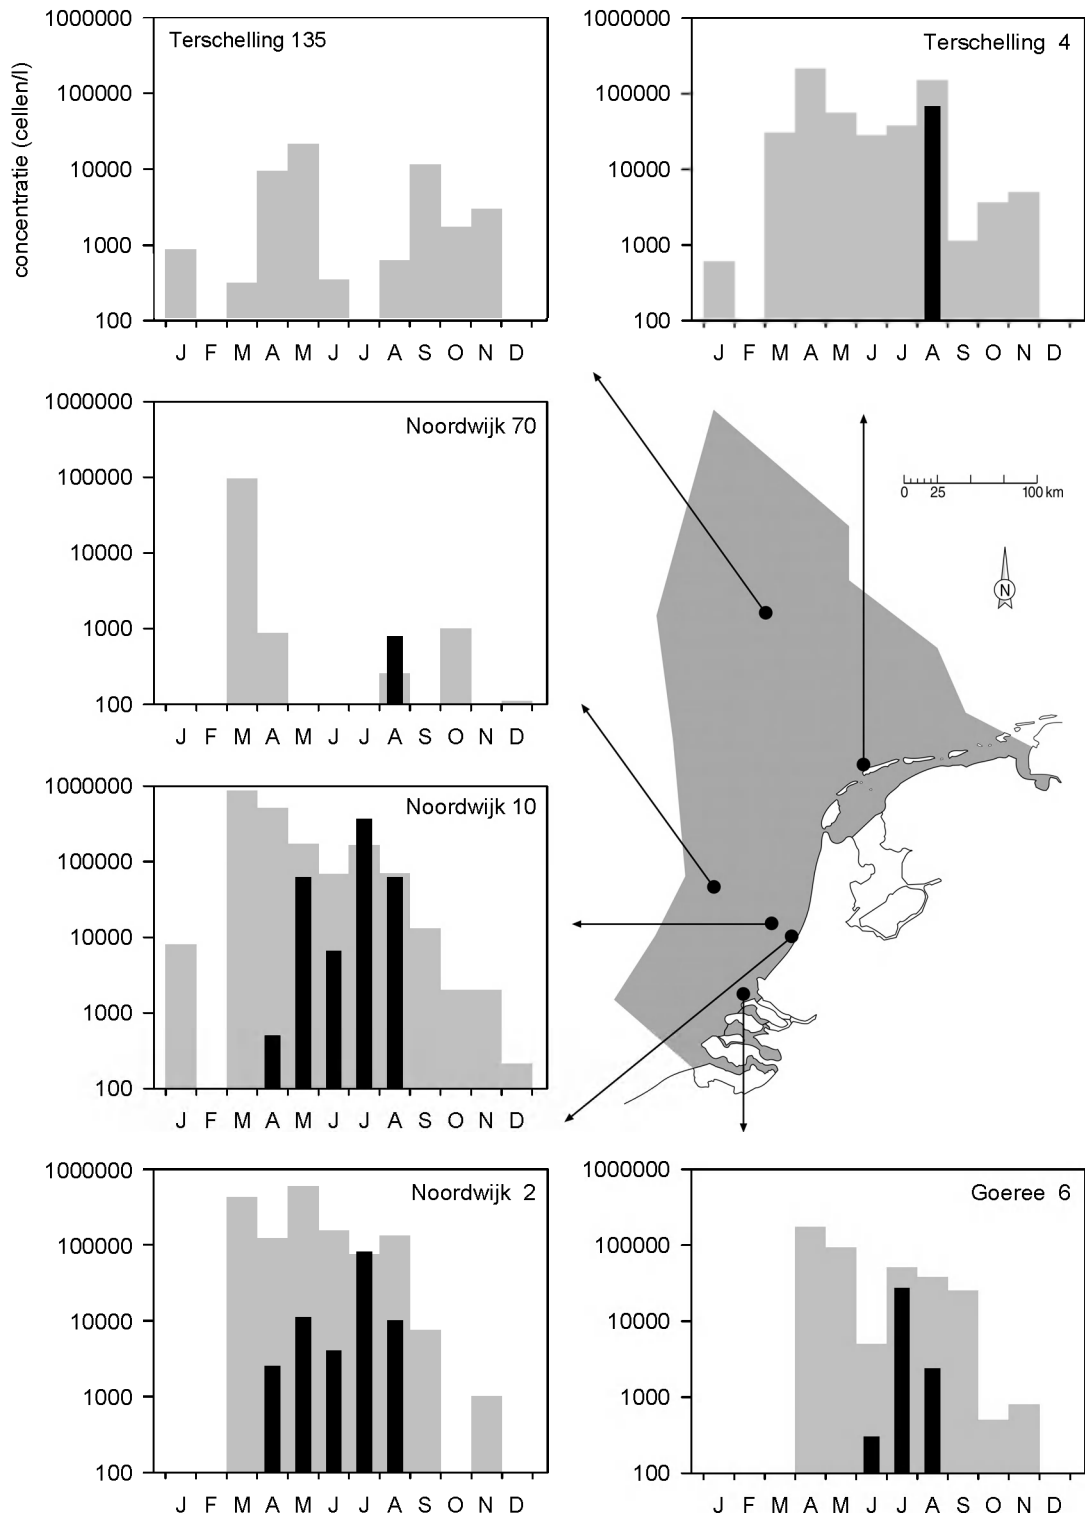 concentratie (cellen/l)
Terschelling 135
1000000
100000
10000
1000
100
J F M A M J J A S O N D
Terschelling 4
1000000
100000
10000
1000
100
J F M A M J J A S O N D
Noordwijk 70
1000000
100000
10000
1000
100
J F M A M J J A S O N D
0 25 100 km
N
Noordwijk 10
1000000
100000
10000
1000
100
J F M A M J J A S O N D
Noordwijk 2
1000000
100000
10000
1000
100
J F M A M J J A S O N D
Goeree 6
1000000
100000
10000
1000
100
J F M A M J J A S O N D